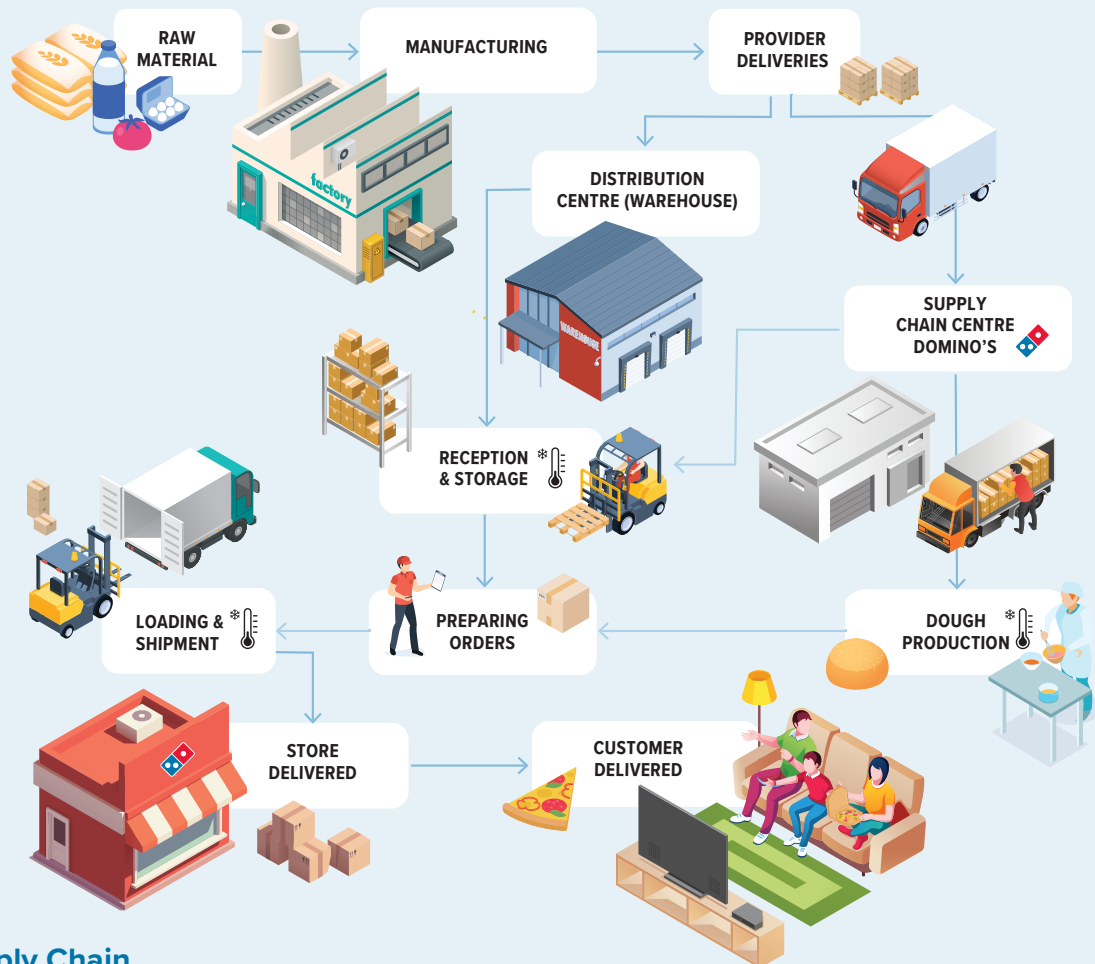 RAW
MATERIAL
MANUFACTURING
PROVIDER
DELIVERIES
factory
DISTRIBUTION
CENTRE (WAREHOUSE)
WAREHOUSE
SUPPLY
CHAIN CENTRE
DOMINO'S
RECEPTION
& STORAGE
LOADING &
SHIPMENT
PREPARING
ORDERS
DOUGH
PRODUCTION
STORE
DELIVERED
CUSTOMER
DELIVERED
ply Chain